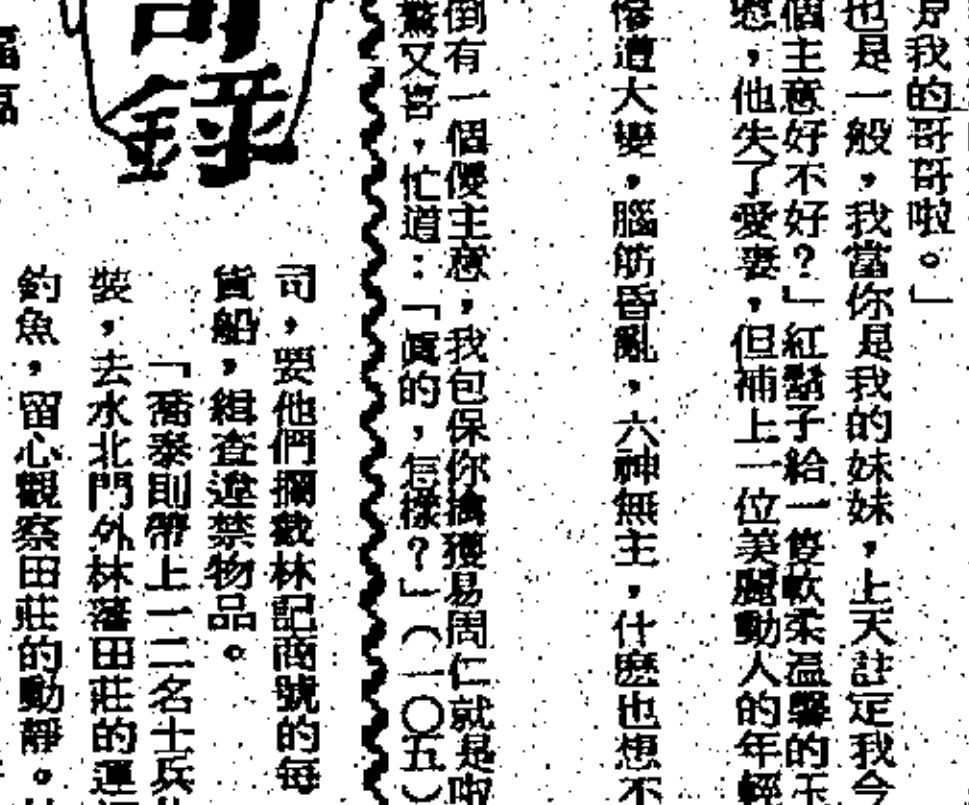 是我的哥哥啦。」
也是一般，我當你是我的妹妹，上天註定我今
個主意好不好？」紅鬍子給一雙軟柔溫馨的玉
，他失了愛妻，但補上一位美麗動人的年輕
慘遭大變，腦筋昏亂，六神無主，什麼也想不
倒有一個傻主意，我包保你擒獲易周仁就是啦
驚又喜，忙道：「眞的，怎樣？」（一〇五）
錄
司，要他們攔截林記商號的每
貨船，緝查違禁物品。
「喬泰則帶上一二名士兵
裝，去水北門外林藩田莊的運
釣魚，留心觀察田莊的動靜。